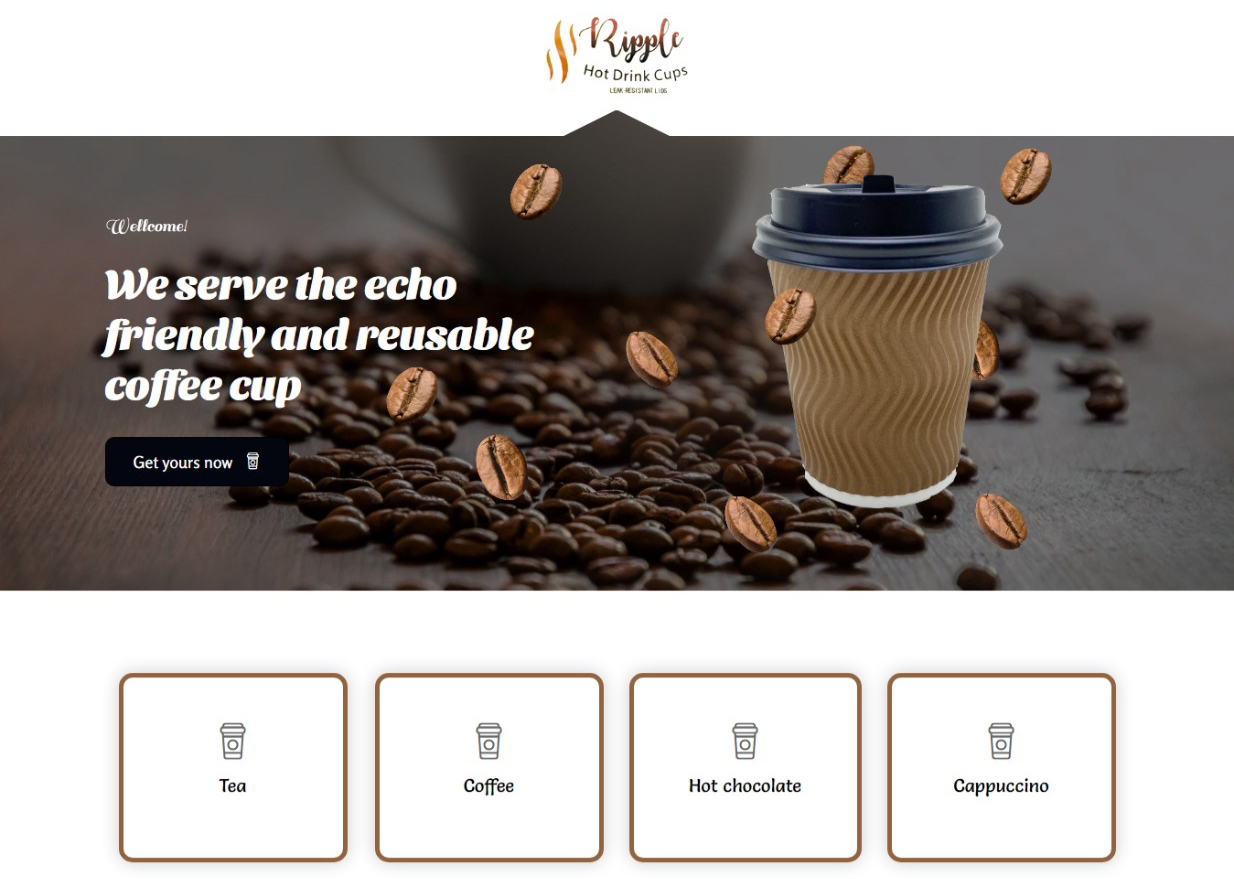 Ripple
Hot Drink Cups
LEAK-RESISTANT LIDS
Wellcome!
We serve the echo
friendly and reusable
coffee cup
Get yours now
Tea
Coffee
Hot chocolate
Cappuccino